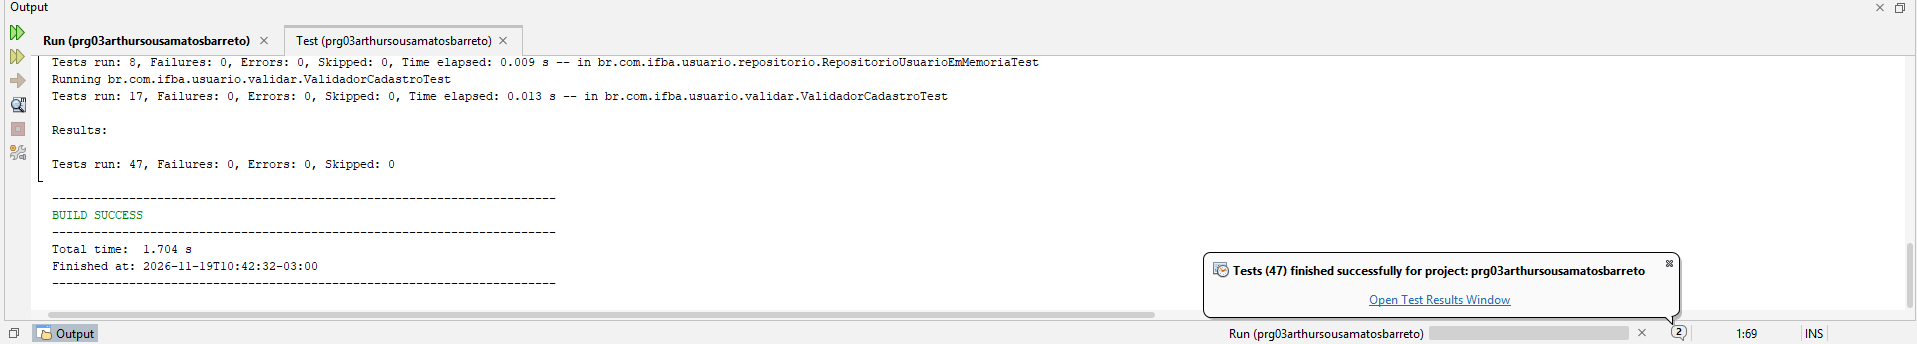 Output
Run (prg03arthursousamatosbarreto)
Test (prg03arthursousamatosbarreto)
Tests run: 8, Failures: 0, Errors: 0, Skipped: 0, Time elapsed: 0.009 s -- in br.com.ifba.usuario.repositorio.RepositorioUsuarioEmMemoriaTest
Running br.com.ifba.usuario.validar.ValidadorCadastroTest
Tests run: 17, Failures: 0, Errors: 0, Skipped: 0, Time elapsed: 0.013 s -- in br.com.ifba.usuario.validar.ValidadorCadastroTest
Results:
Tests run: 47, Failures: 0, Errors: 0, Skipped: 0
------------------------------------------------------------------------
BUILD SUCCESS
------------------------------------------------------------------------
Total time:  1.704 s
Finished at: 2026-11-19T10:42:32-03:00
------------------------------------------------------------------------
Tests (47) finished successfully for project: prg03arthursousamatosbarreto
Open Test Results Window
Output
Run (prg03arthursousamatosbarreto)
2
1:69
INS